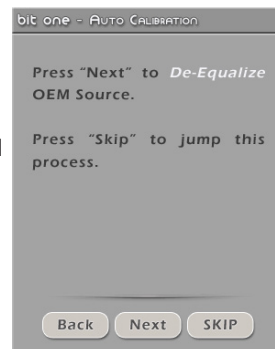 bit one - Auto Calibration
Press "Next" to De-Equalize
OEM Source.
Press "Skip" to jump this
process.
Back Next SKIP